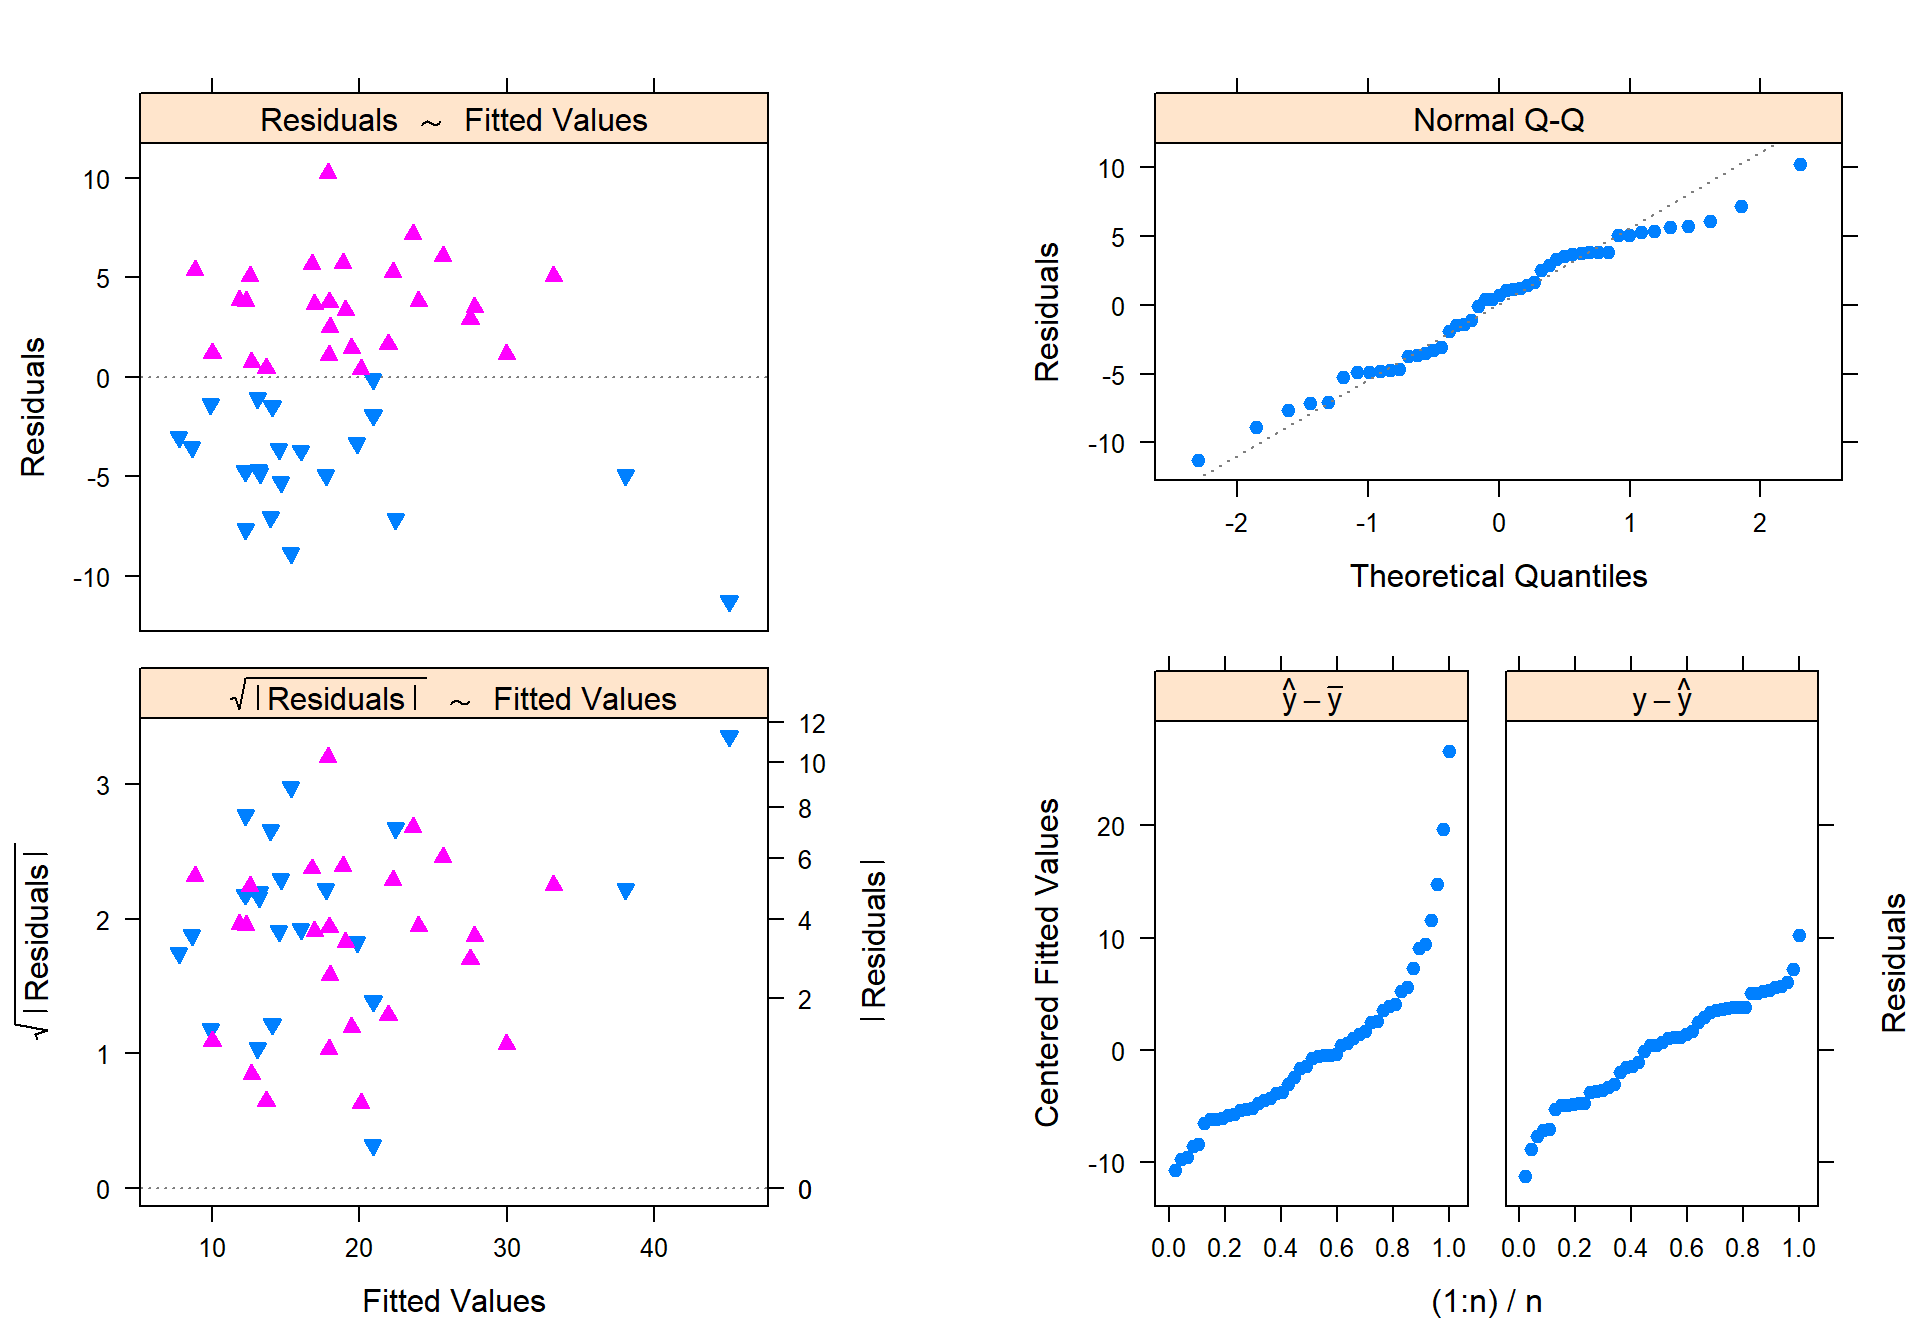 Residuals ~ Fitted Values
10
5
0
-5
-10
Residuals
√|Residuals| ~ Fitted Values
3
2
1
0
12
10
8
6
4
2
0
√|Residuals|
|Residuals|
10 20 30 40
Fitted Values
Normal Q-Q
10
5
0
-5
-10
Residuals
-2 -1 0 1 2
Theoretical Quantiles
ŷ − ȳ
y − ŷ
20
10
0
-10
Centered Fitted Values
Residuals
0.0 0.2 0.4 0.6 0.8 1.0
0.0 0.2 0.4 0.6 0.8 1.0
(1:n) / n